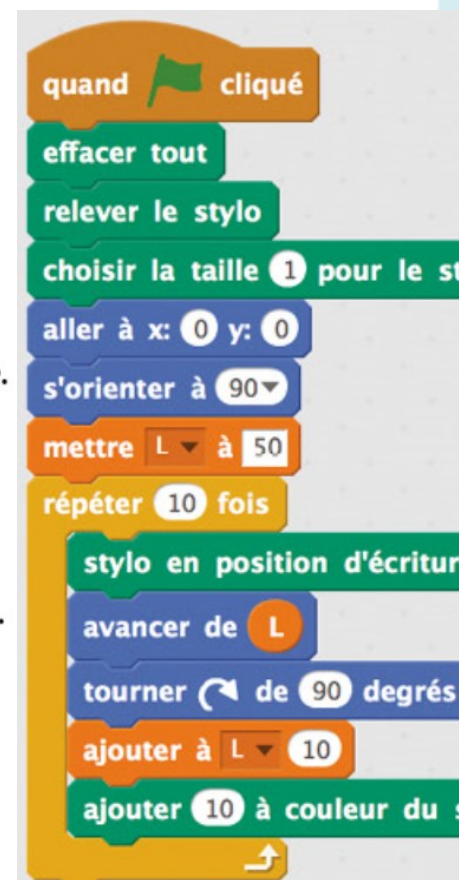 quand cliqué
effacer tout
relever le stylo
choisir la taille 1 pour le
aller à x: 0 y: 0
s'orienter à 90
mettre L à 50
répéter 10 fois
stylo en position
avancer de L
tourner de 90 degrés
ajouter à L 10
ajouter 10 à couleur du